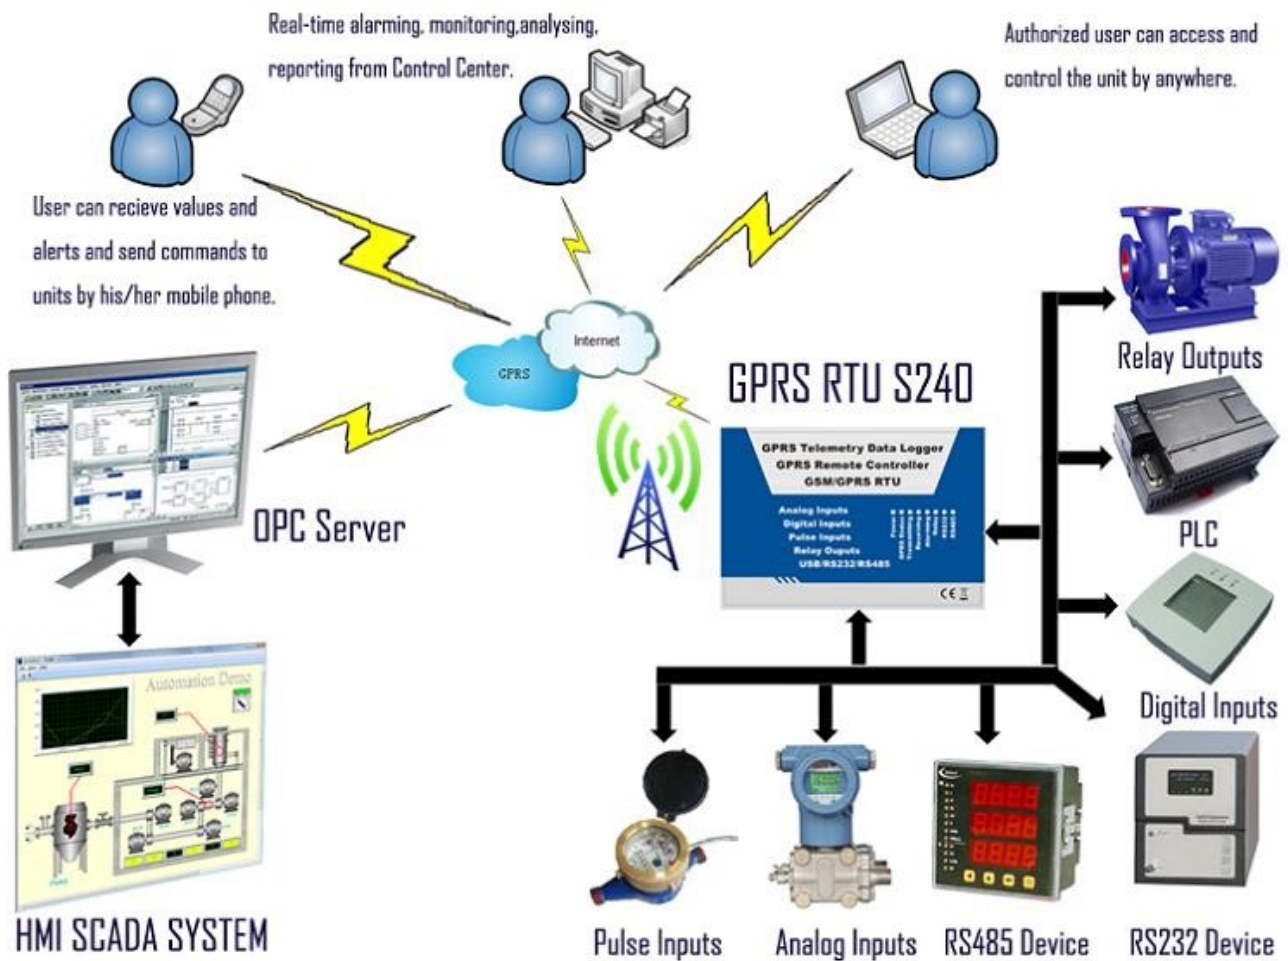 Real-time alarming, monitoring,analysing,
reporting from Control Center.
Authorized user can access and
control the unit by anywhere.
User can recieve values and
alerts and send commands to
units by his/her mobile phone.
Internet
GPRS
GPRS RTU S240
GPRS Telemetry Data Logger
GPRS Remote Controller
GSM/GPRS RTU
Analog Inputs
Digital Inputs
Pulse Inputs
Relay Ouputs
USB/RS232/RS485
RS232
RS485
CE
Relay Outputs
PLC
Digital Inputs
OPC Server
Automation Demo
HMI SCADA SYSTEM
Pulse Inputs
Analog Inputs
RS485 Device
RS232 Device